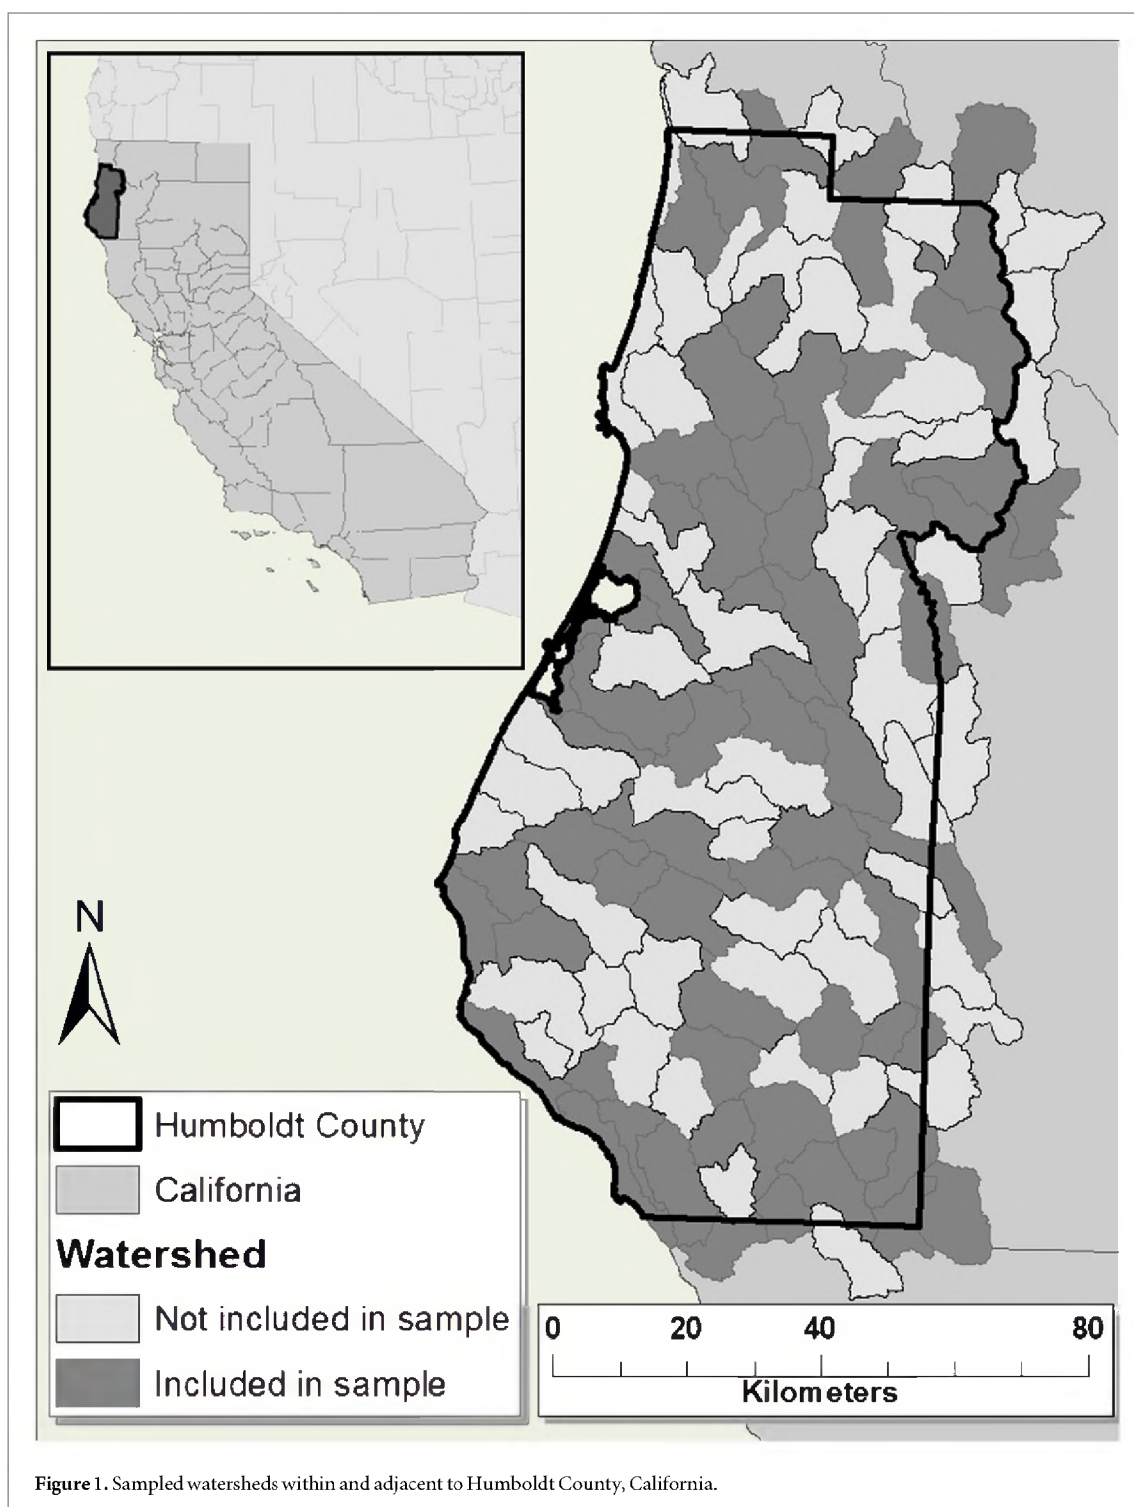 N
Humboldt County
California
Watershed
Not included in sample
Included in sample
0 20 40 80
Kilometers
Figure 1. Sampled watersheds within and adjacent to Humboldt County, California.